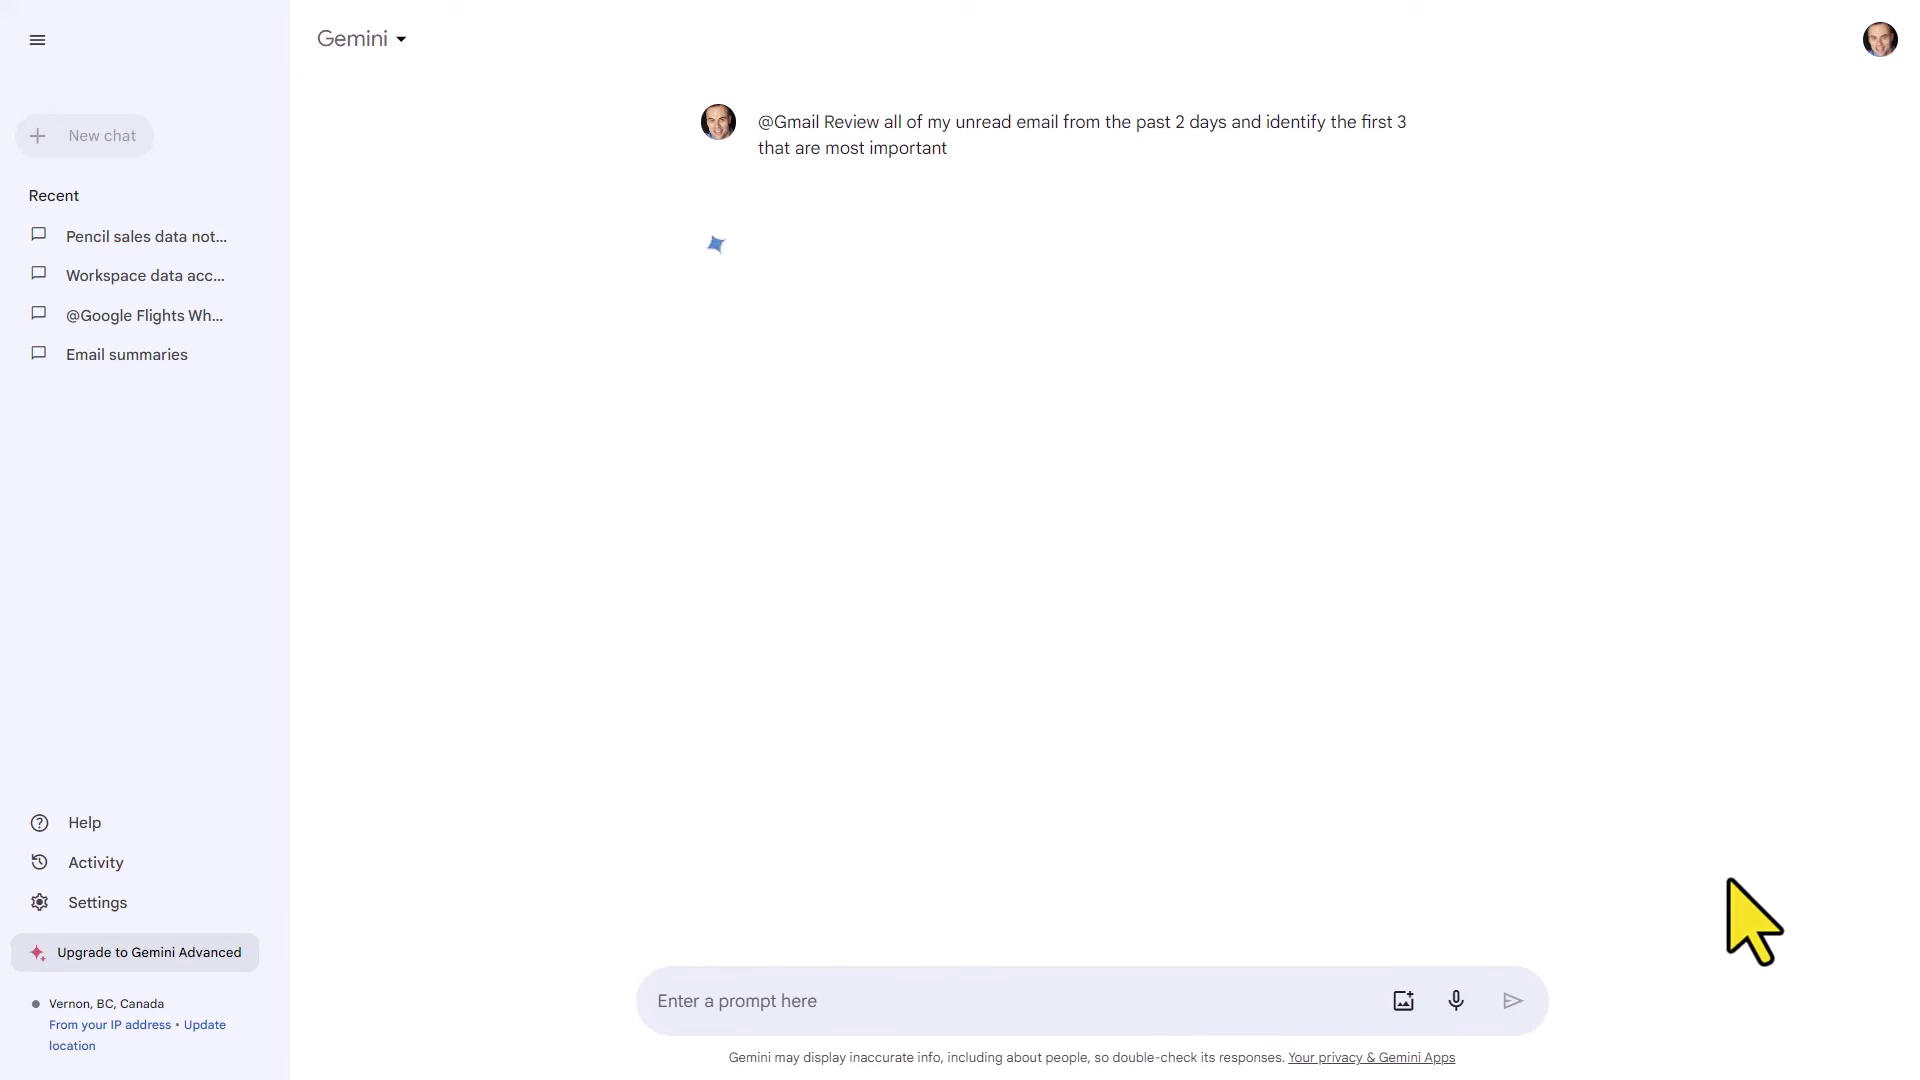 Gemini
New chat
Recent
Pencil sales data not...
Workspace data acc...
@Google Flights Wh...
Email summaries
Help
Activity
Settings
Upgrade to Gemini Advanced
Vernon, BC, Canada
From your IP address • Update
location
@Gmail Review all of my unread email from the past 2 days and identify the first 3
that are most important
Enter a prompt here
Gemini may display inaccurate info, including about people, so double-check its responses. Your privacy & Gemini Apps